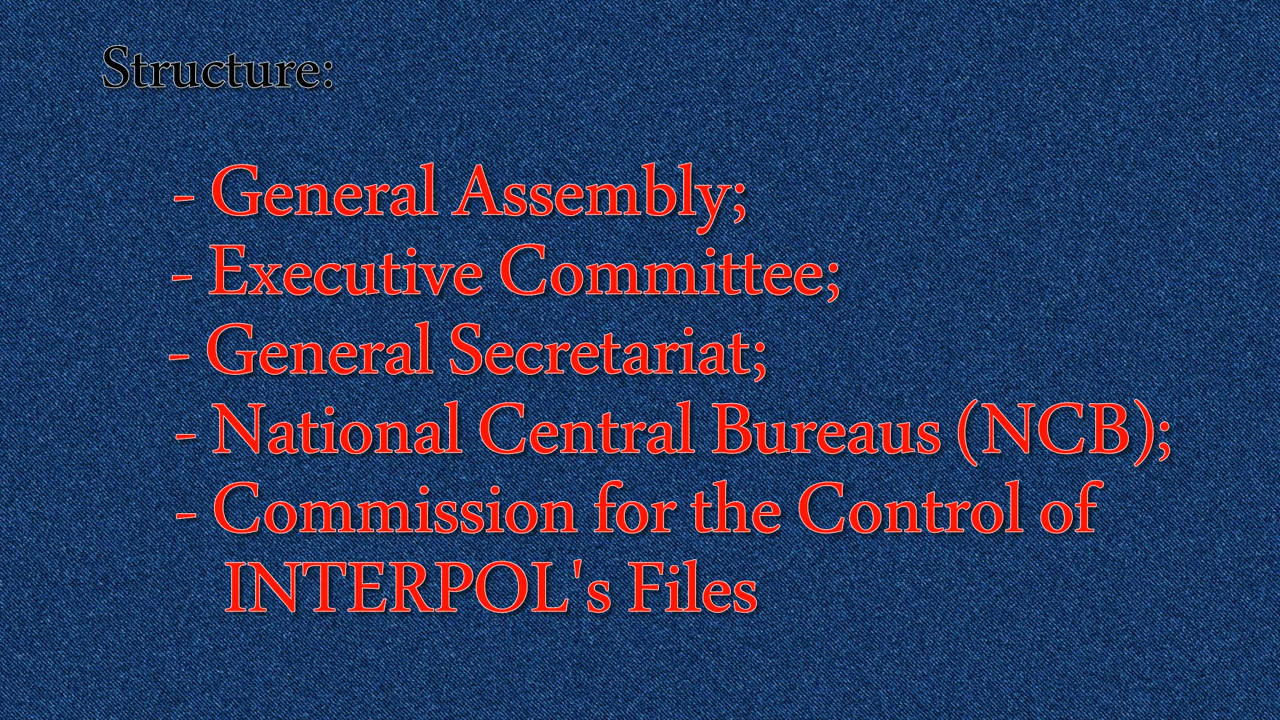 Structure:
- General Assembly;
- Executive Committee;
- General Secretariat;
- National Central Bureaus (NCB);
- Commission for the Control of
INTERPOL's Files